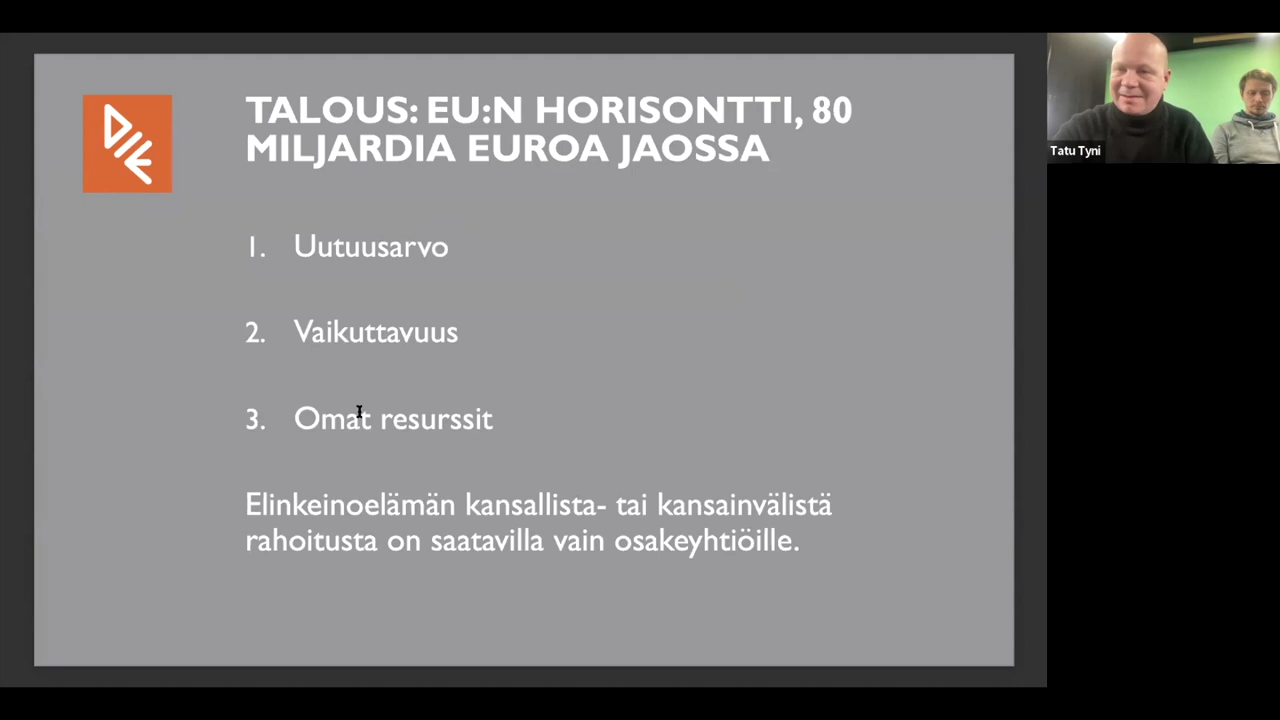 TALOUS: EU:N HORISONTTI, 80
MILJARDIA EUROA JAOSSA
1. Uutuusarvo
2. Vaikuttavuus
3. Omat resurssit
Elinkeinoelämän kansallista- tai kansainvälistä
rahoitusta on saatavilla vain osakeyhtiöille.
Tatu Tyni